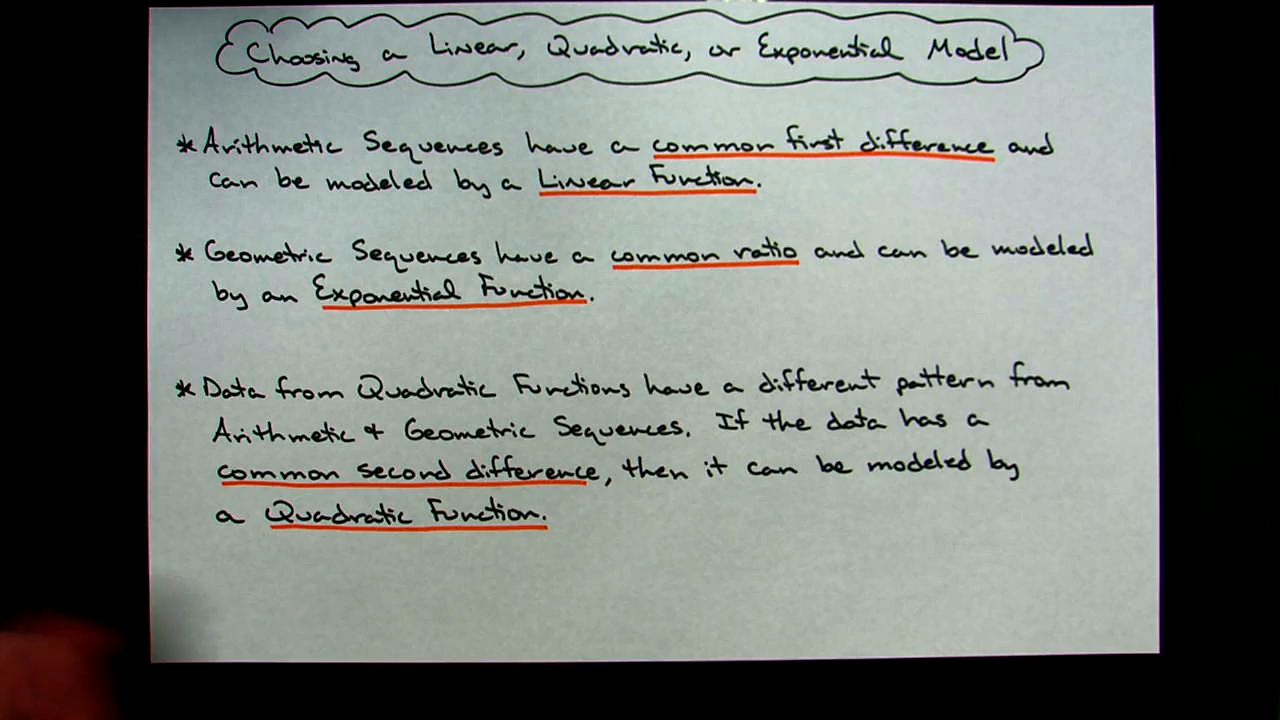 Choosing a Linear, Quadratic, or Exponential Model
* Arithmetic Sequences have a common first difference and
can be modeled by a Linear Function.
* Geometric Sequences have a common ratio and can be modeled
by an Exponential Function.
* Data from Quadratic Functions have a different pattern from
Arithmetic & Geometric Sequences. If the data has a
common second difference, then it can be modeled by
a Quadratic Function.